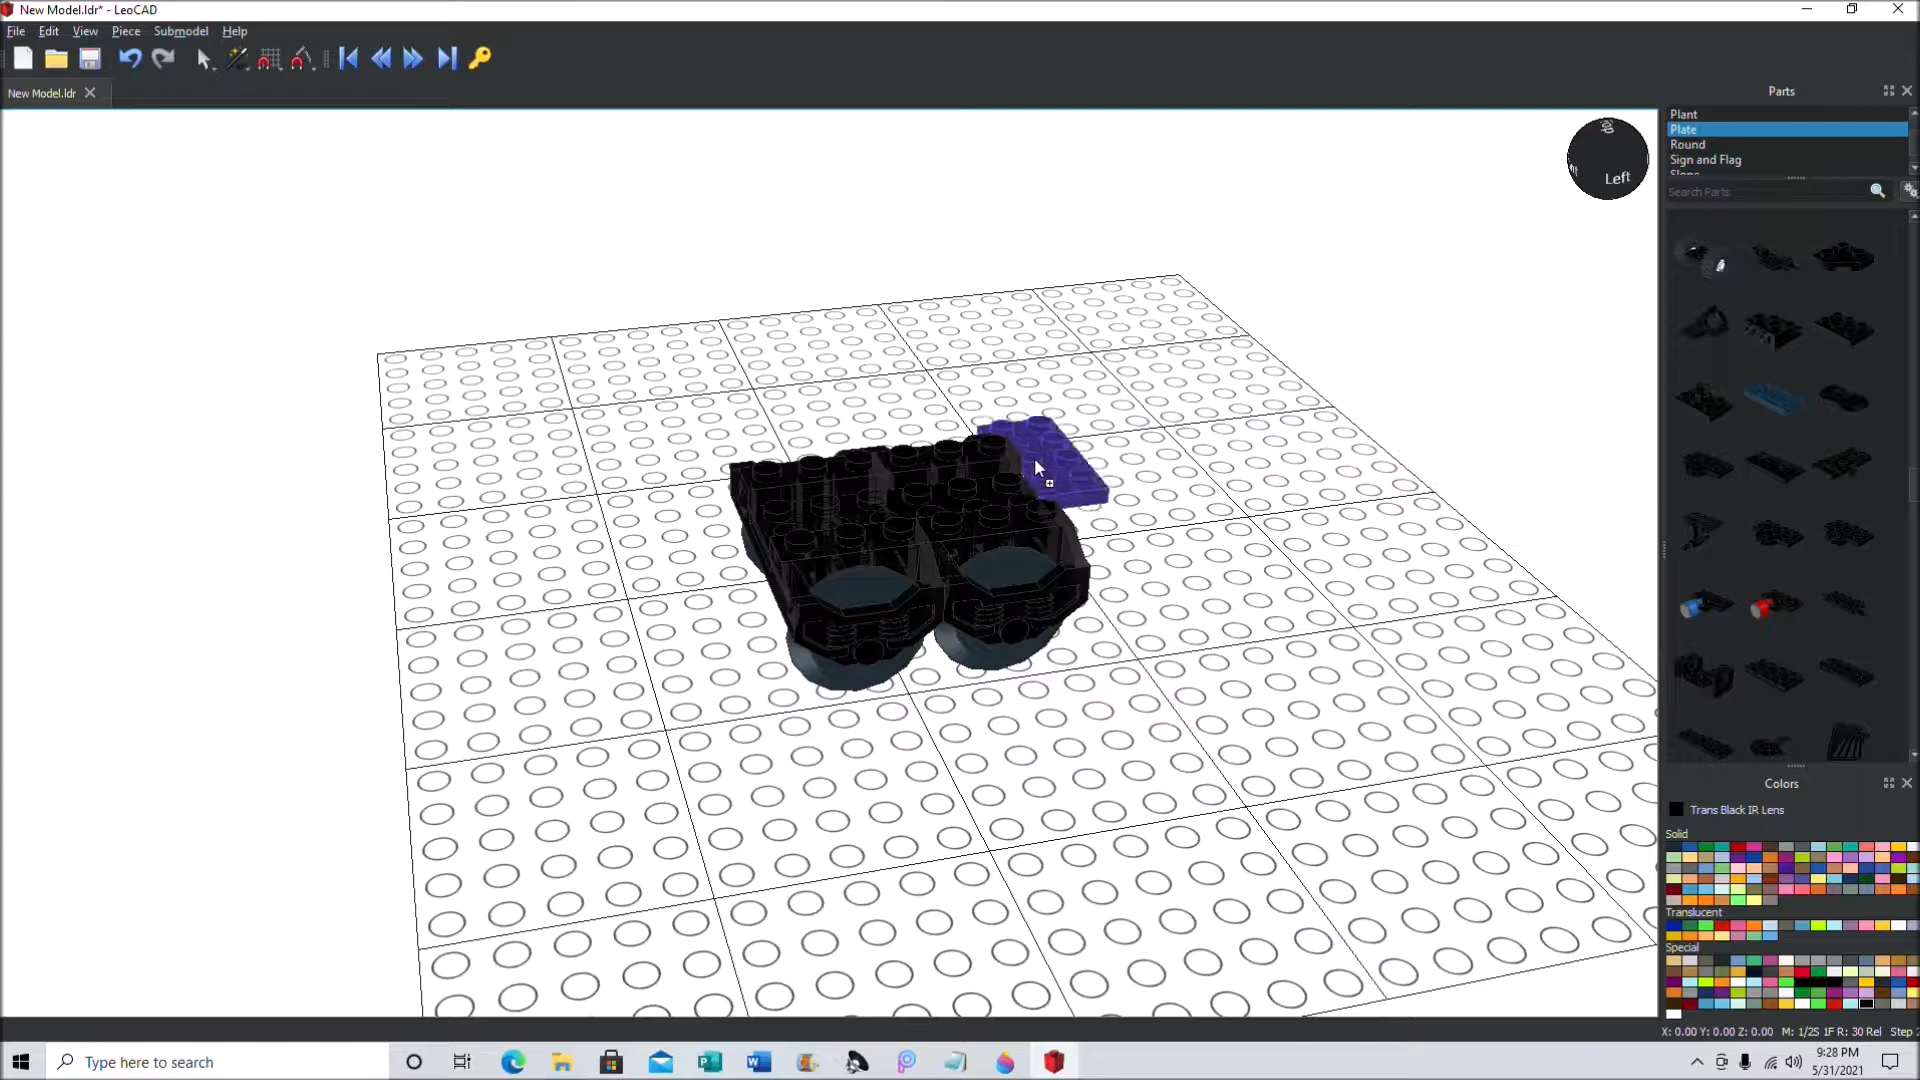 New Model.ldr* - LeoCAD
File Edit View Piece Submodel Help
New Model.ldr
Parts
Plant
Plate
Round
Sign and Flag
Search Parts
Top
Left
Colors
Trans Black IR Lens
Solid
Translucent
Special
X: 0.00 Y: 0.00 Z: 0.00 M: 1/2S 1F R: 30 Rel Step
Type here to search
9:28 PM
5/31/2021